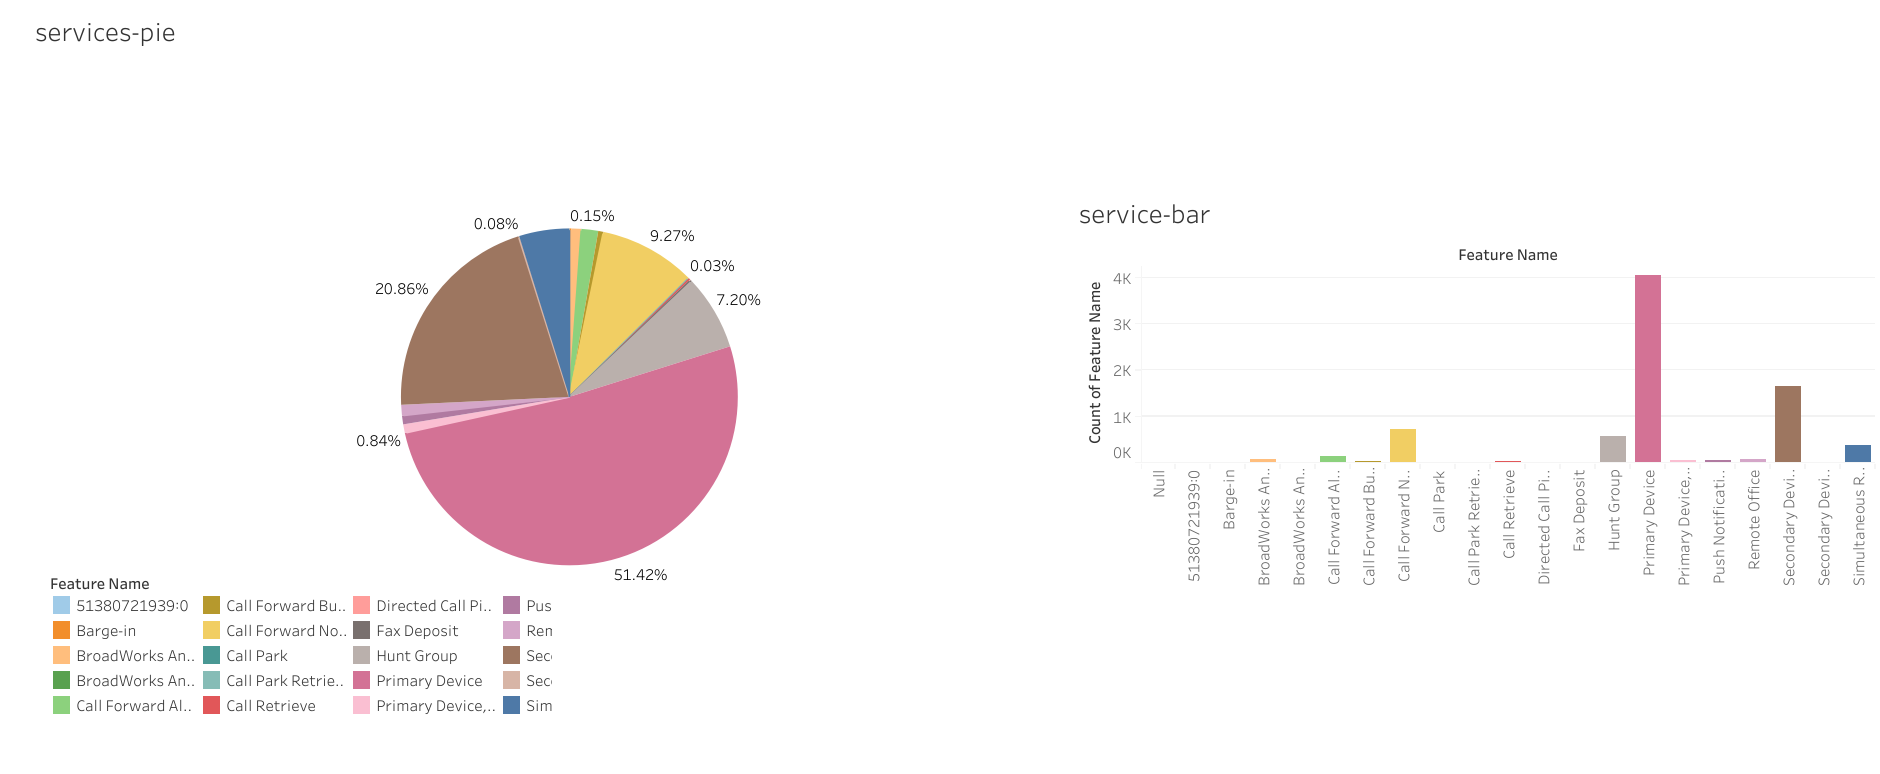 services-pie
0.15%
0.08%
9.27%
0.03%
20.86%
7.20%
0.84%
51.42%
Feature Name
51380721939:0
Barge-in
BroadWorks An..
BroadWorks An..
Call Forward Al..
Call Forward Bu..
Call Forward No..
Call Park
Call Park Retrie..
Call Retrieve
Directed Call Pi..
Fax Deposit
Hunt Group
Primary Device
Primary Device,..
Pus
Ren
Sec
Sec
Sim
service-bar
Feature Name
Count of Feature Name
4K
3K
2K
1K
0K
Null
51380721939:0
Barge-in
BroadWorks An..
BroadWorks An..
Call Forward Al..
Call Forward Bu..
Call Forward N..
Call Park
Call Park Retrie..
Call Retrieve
Directed Call Pi..
Fax Deposit
Hunt Group
Primary Device
Primary Device,..
Push Notificati..
Remote Office
Secondary Devi..
Secondary Devi..
Simultaneous R..